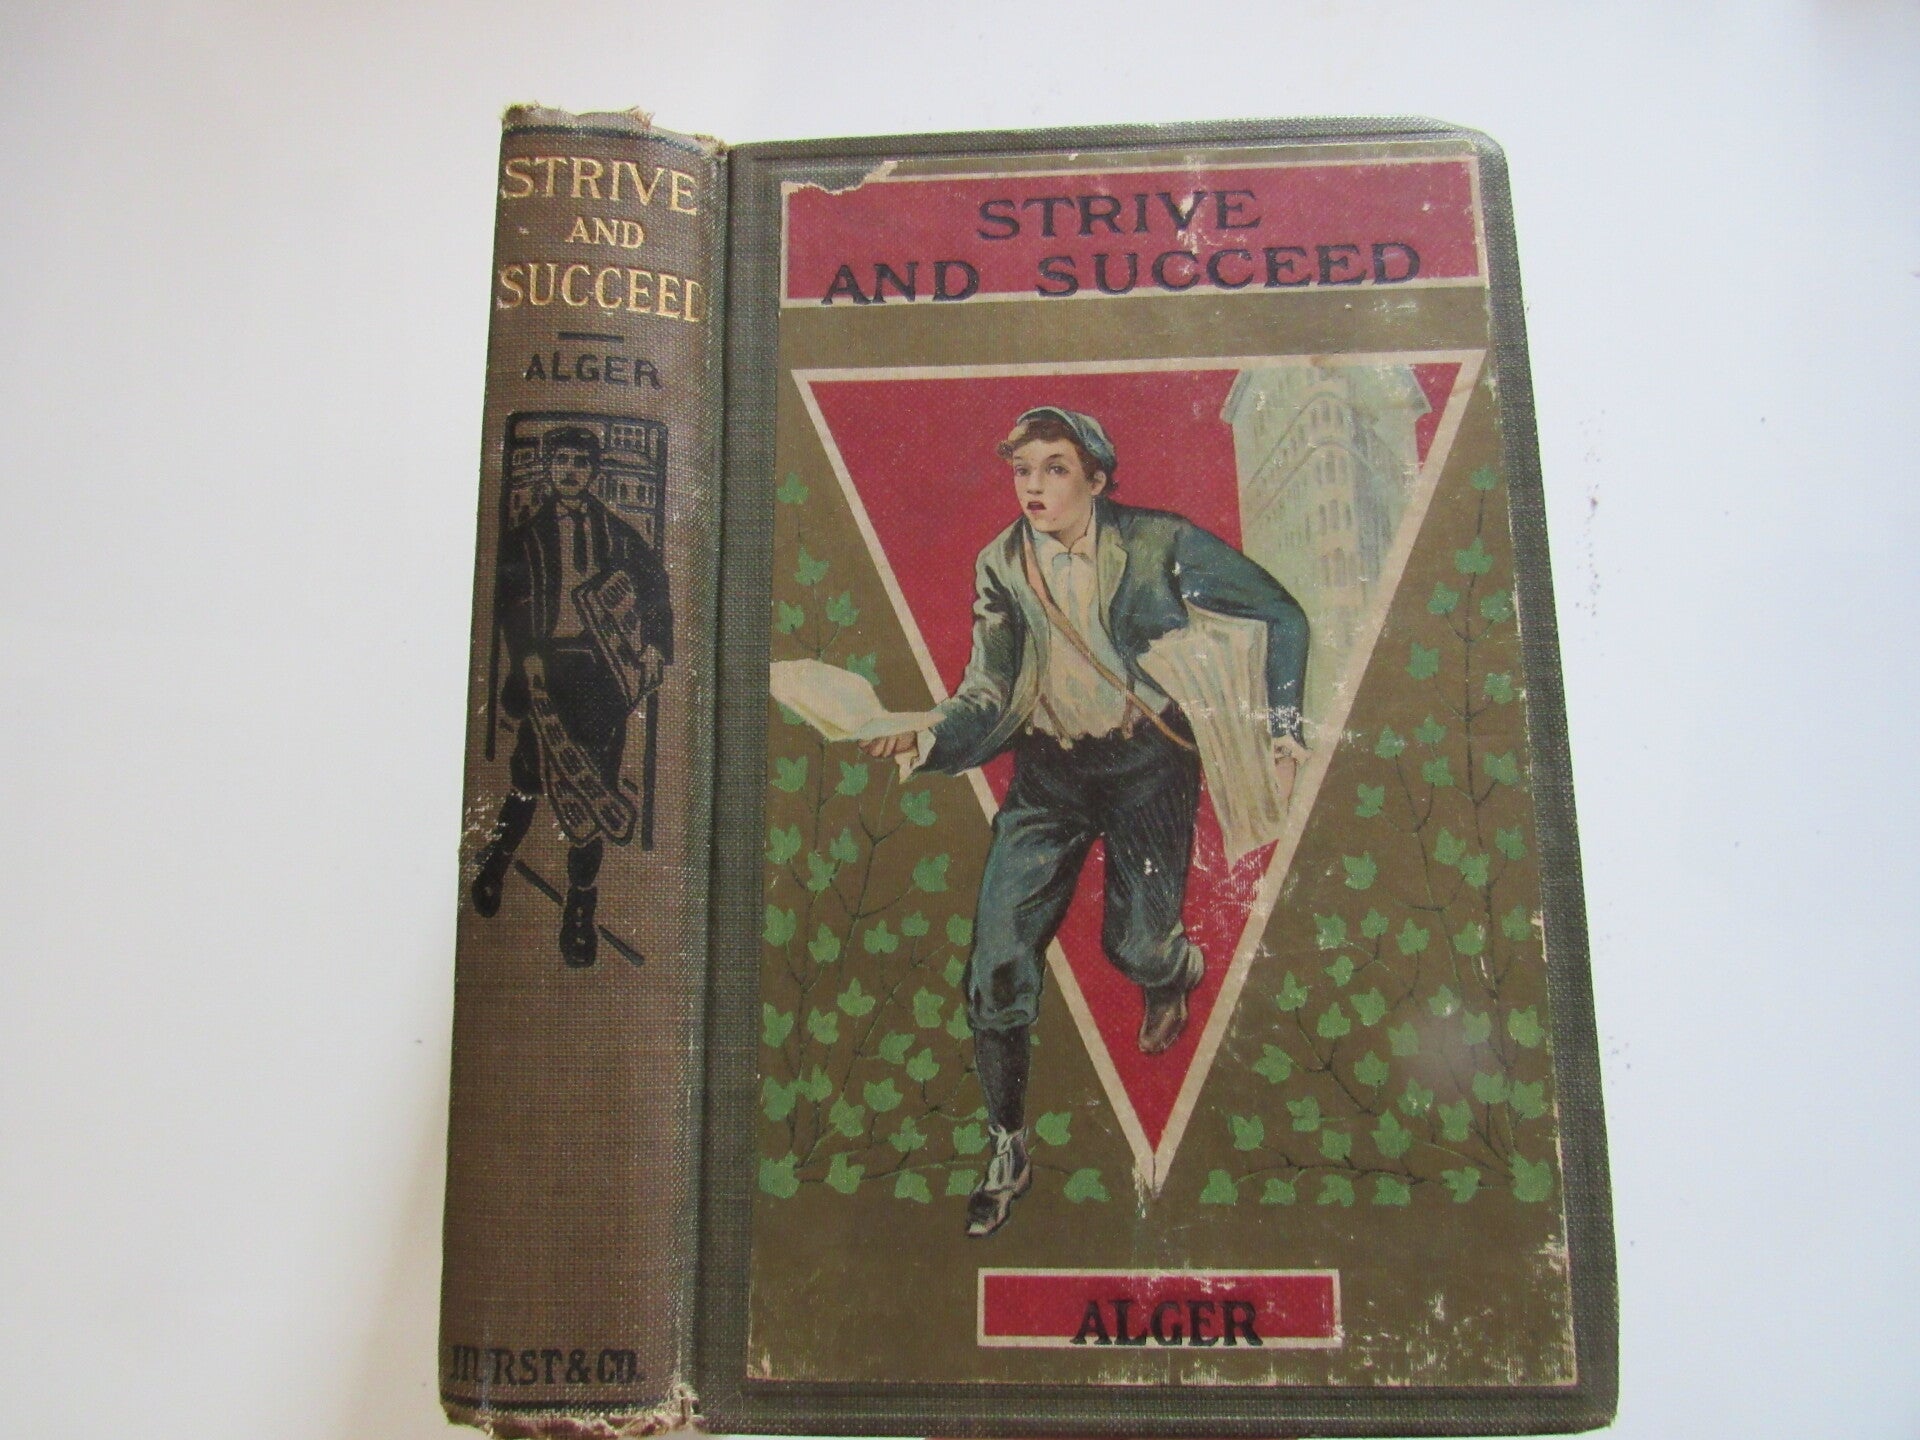 STRIVE
AND
SUCCEED
ALGER
HURST & CO.
STRIVE
AND SUCCEED
ALGER